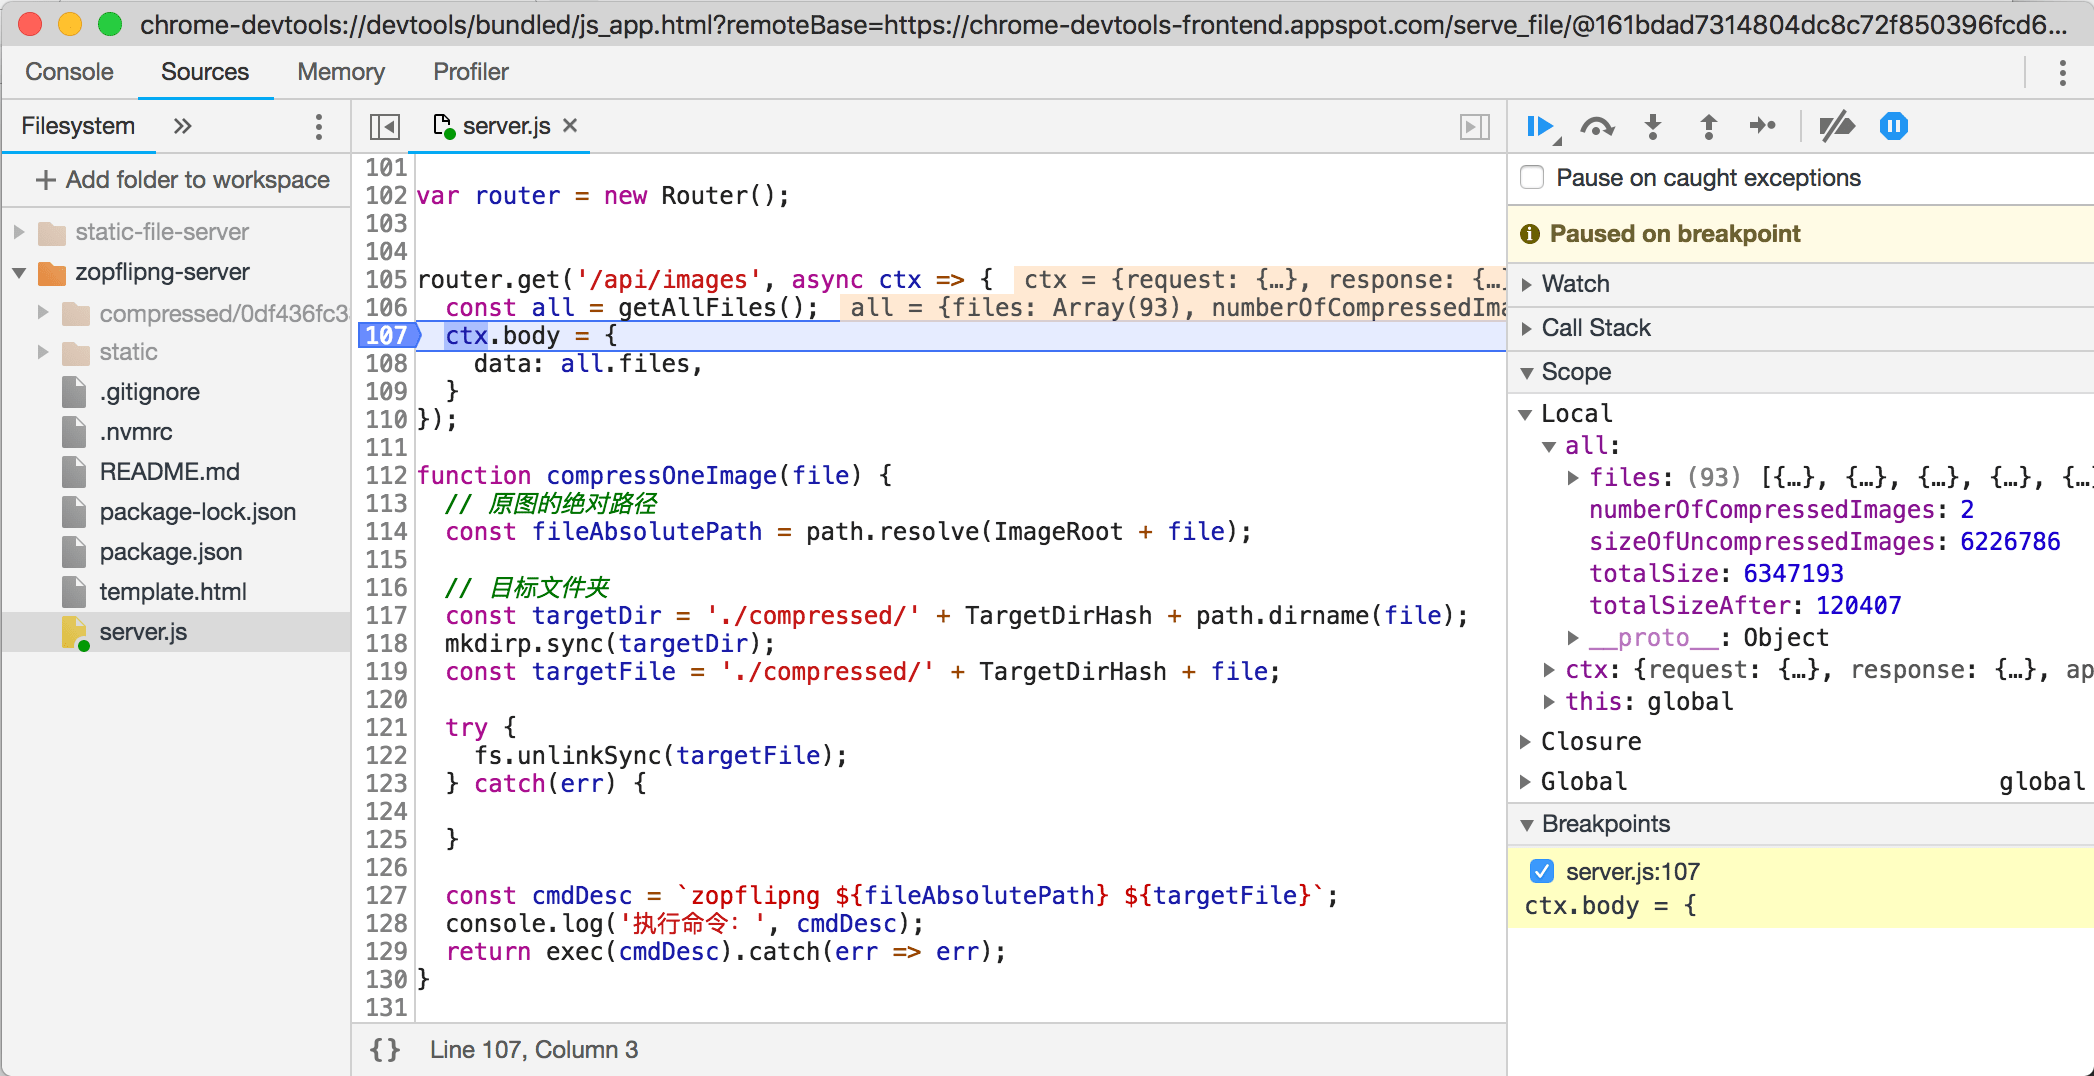 chrome-devtools://devtools/bundled/js_app.html?remoteBase=https://chrome-devtools-frontend.appspot.com/serve_file/@161bdad7314804dc8c72f850396fcd6...
Console Sources Memory Profiler
Filesystem »
+ Add folder to workspace
static-file-server
zopflipng-server
compressed/0df436fc3
static
.gitignore
.nvmrc
README.md
package-lock.json
package.json
template.html
server.js
server.js ×
101
102 var router = new Router();
103
104
105 router.get('/api/images', async ctx => { ctx = {request: {…}, response: {…}
106 const all = getAllFiles(); all = {files: Array(93), numberOfCompressedIma
107 ctx.body = {
108 data: all.files,
109 }
110 });
111
112 function compressOneImage(file) {
113 // 原图的绝对路径
114 const fileAbsolutePath = path.resolve(ImageRoot + file);
115
116 // 目标文件夹
117 const targetDir = './compressed/' + TargetDirHash + path.dirname(file);
118 mkdirp.sync(targetDir);
119 const targetFile = './compressed/' + TargetDirHash + file;
120
121 try {
122 fs.unlinkSync(targetFile);
123 } catch(err) {
124
125 }
126
127 const cmdDesc = `zopflipng ${fileAbsolutePath} ${targetFile}`;
128 console.log('执行命令：', cmdDesc);
129 return exec(cmdDesc).catch(err => err);
130 }
131
{} Line 107, Column 3
Pause on caught exceptions
Paused on breakpoint
Watch
Call Stack
Scope
Local
all:
files: (93) [{…}, {…}, {…}, {…}, {…
numberOfCompressedImages: 2
sizeOfUncompressedImages: 6226786
totalSize: 6347193
totalSizeAfter: 120407
__proto__: Object
ctx: {request: {…}, response: {…}, ap
this: global
Closure
Global global
Breakpoints
server.js:107
ctx.body = {